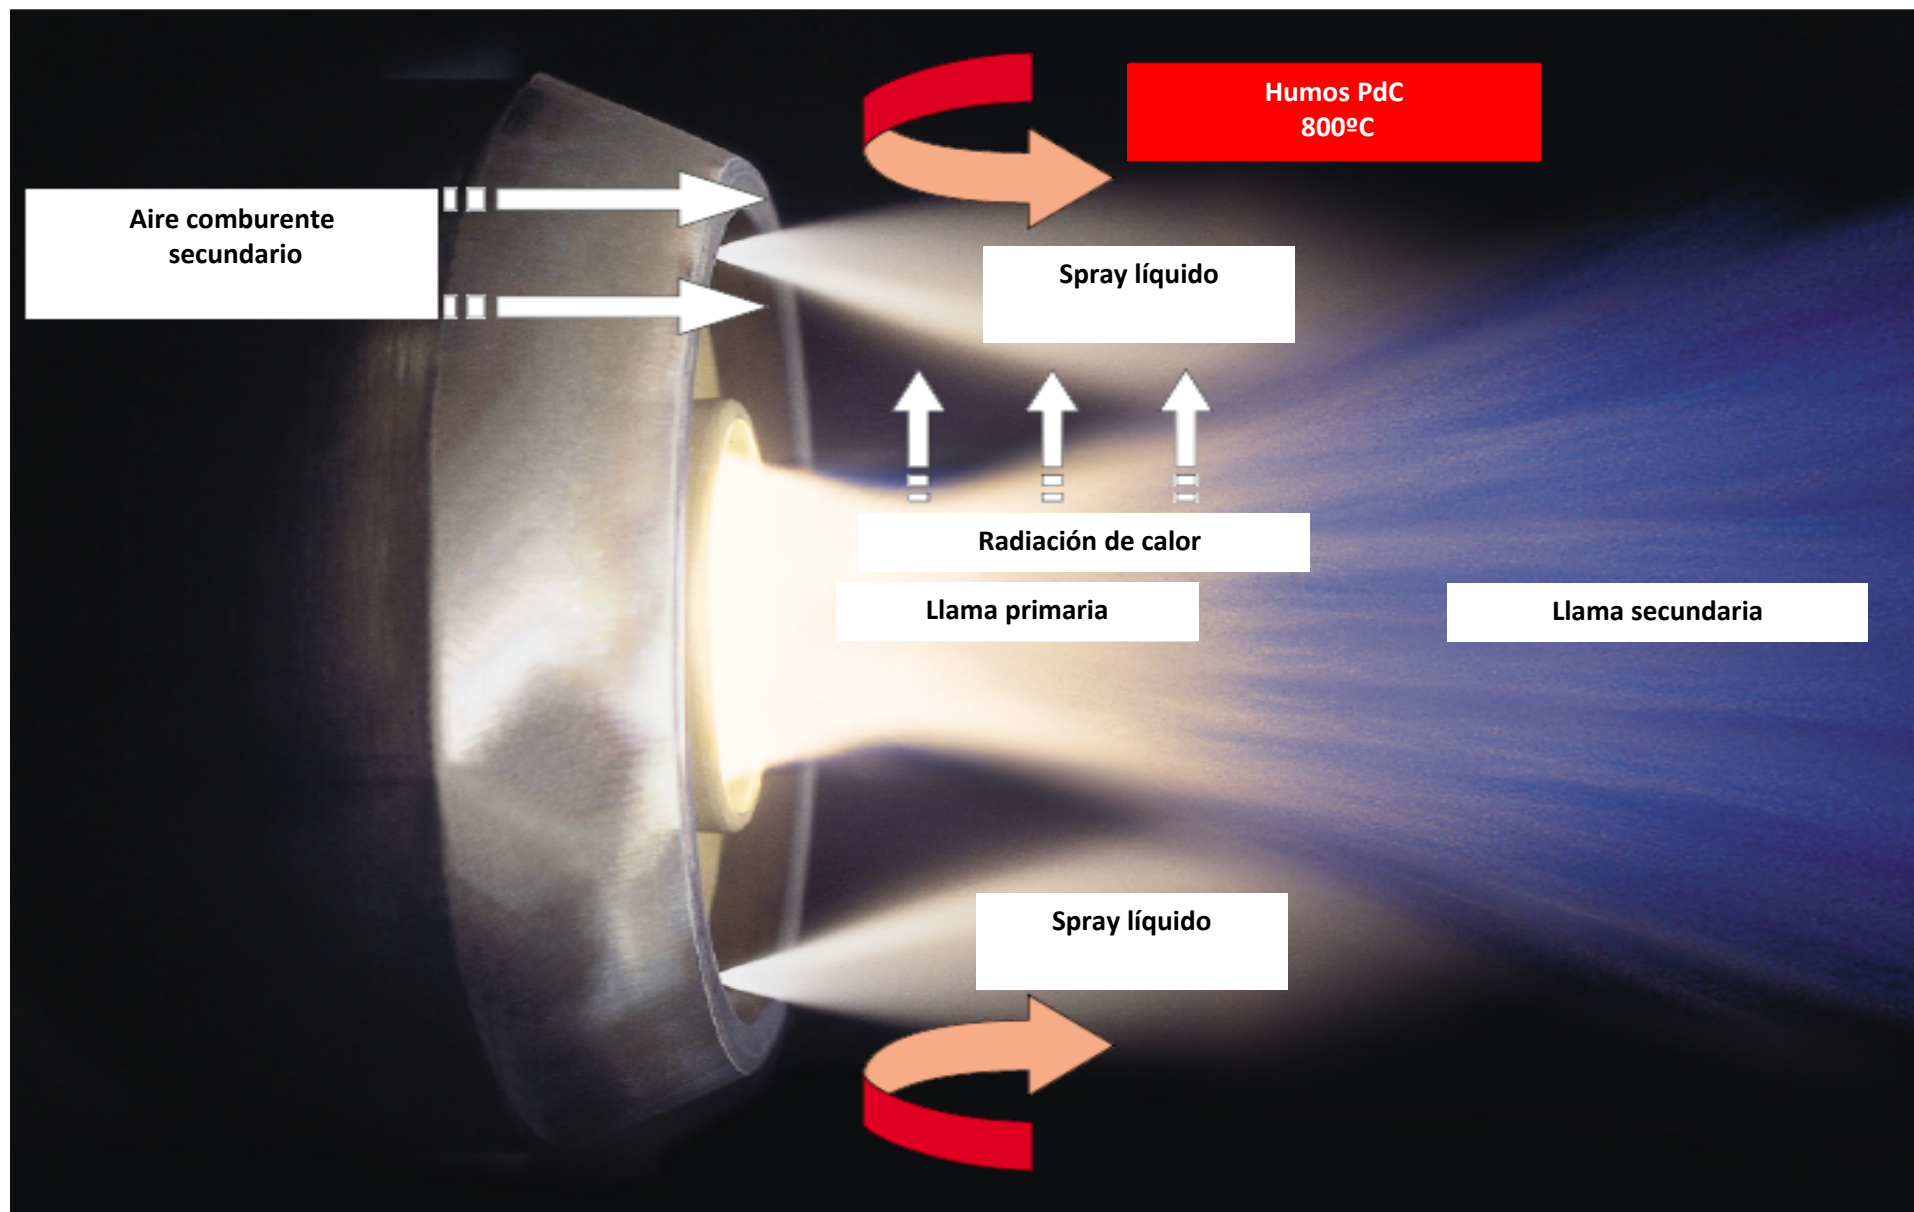 Humos PdC
800ºC
Aire comburente
secundario
Spray líquido
Radiación de calor
Llama primaria
Llama secundaria
Spray líquido